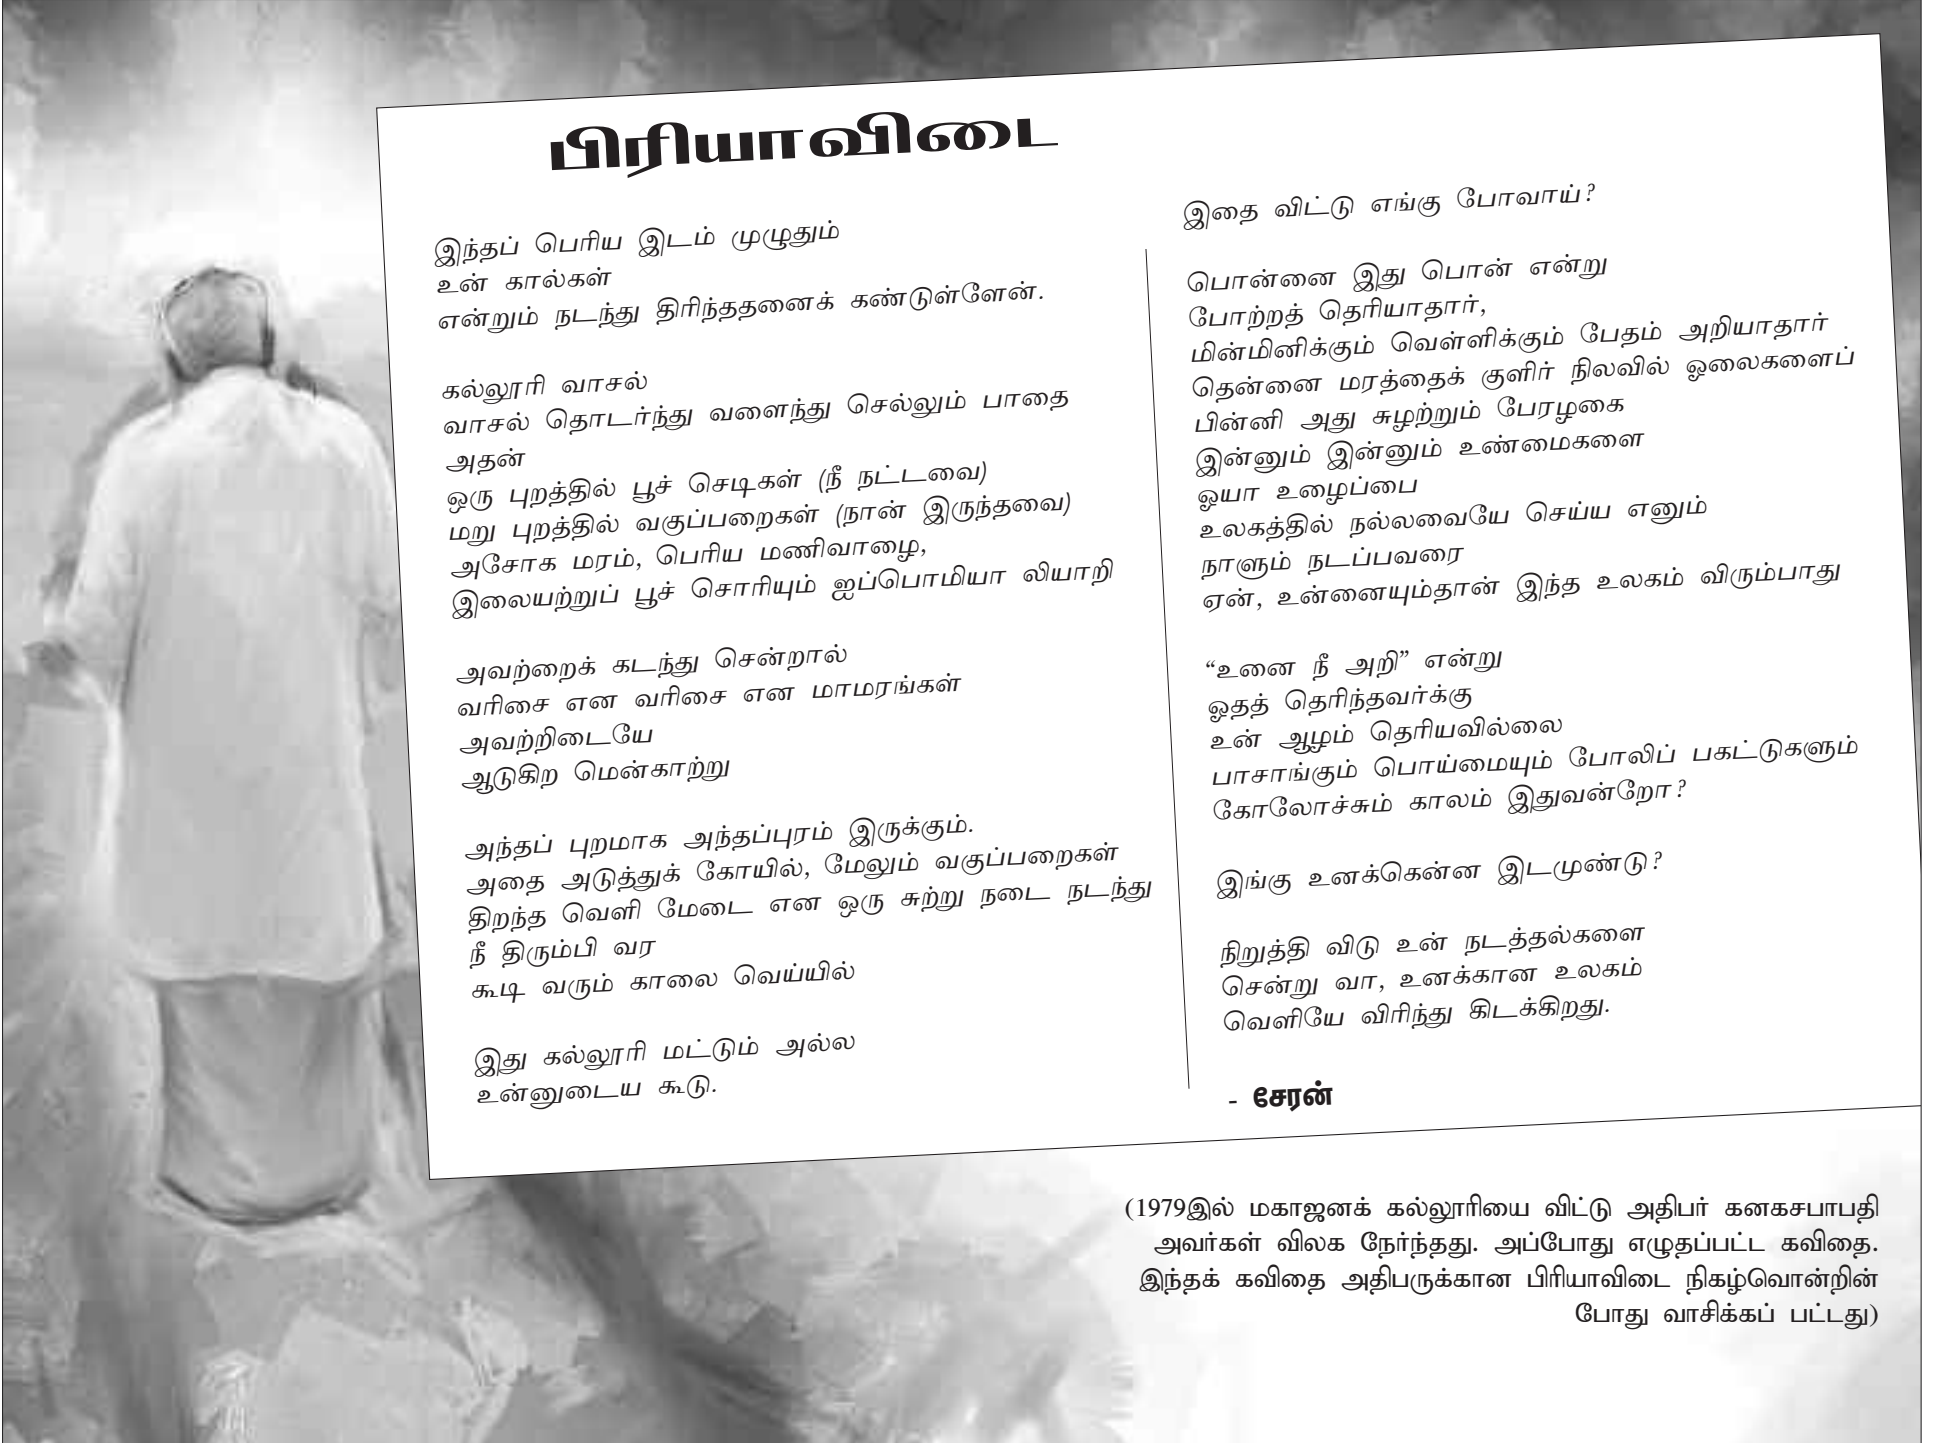 பிரியாவிடை
இந்தப் பெரிய இடம் முழுதும்
உன் கால்கள்
என்றும் நடந்து திரிந்ததனைக் கண்டுள்ளேன்.
கல்லூரி வாசல்
வாசல் தொடர்ந்து வளைந்து செல்லும் பாதை
அதன்
ஒரு புறத்தில் பூச் செடிகள் (நீ நட்டவை)
மறு புறத்தில் வகுப்பறைகள் (நான் இருந்தவை)
அசோக மரம், பெரிய மணிவாழை,
இலையற்றுப் பூச் சொரியும் ஐப்பொமியா லியாறி
அவற்றைக் கடந்து சென்றால்
வரிசை என வரிசை என மாமரங்கள்
அவற்றிடையே
ஆடுகிற மென்காற்று
அந்தப் புறமாக அந்தப்புரம் இருக்கும்.
அதை அடுத்துக் கோயில், மேலும் வகுப்பறைகள்
திறந்த வெளி மேடை என ஒரு சுற்று நடை நடந்து
நீ திரும்பி வர
கூடி வரும் காலை வெய்யில்
இது கல்லூரி மட்டும் அல்ல
உன்னுடைய கூடு.
இதை விட்டு எங்கு போவாய்?
பொன்னை இது பொன் என்று
போற்றத் தெரியாதார்,
மின்மினிக்கும் வெள்ளிக்கும் பேதம் அறியாதார்
தென்னை மரத்தைக் குளிர் நிலவில் ஓலைகளைப்
பின்னி அது சுழற்றும் பேரழகை
இன்னும் இன்னும் உண்மைகளை
ஓயா உழைப்பை
உலகத்தில் நல்லவையே செய்ய எனும்
நாளும் நடப்பவரை
ஏன், உன்னையும்தான் இந்த உலகம் விரும்பாது
“உனை நீ அறி” என்று
ஓதத் தெரிந்தவர்க்கு
உன் ஆழம் தெரியவில்லை
பாசாங்கும் பொய்மையும் போலிப் பகட்டுகளும்
கோலோச்சும் காலம் இதுவன்றோ?
இங்கு உனக்கென்ன இடமுண்டு?
நிறுத்தி விடு உன் நடத்தல்களை
சென்று வா, உனக்கான உலகம்
வெளியே விரிந்து கிடக்கிறது.
- சேரன்
(1979இல் மகாஜனக் கல்லூரியை விட்டு அதிபர் கனகசபாபதி
அவர்கள் விலக நேர்ந்தது. அப்போது எழுதப்பட்ட கவிதை.
இந்தக் கவிதை அதிபருக்கான பிரியாவிடை நிகழ்வொன்றின்
போது வாசிக்கப் பட்டது)